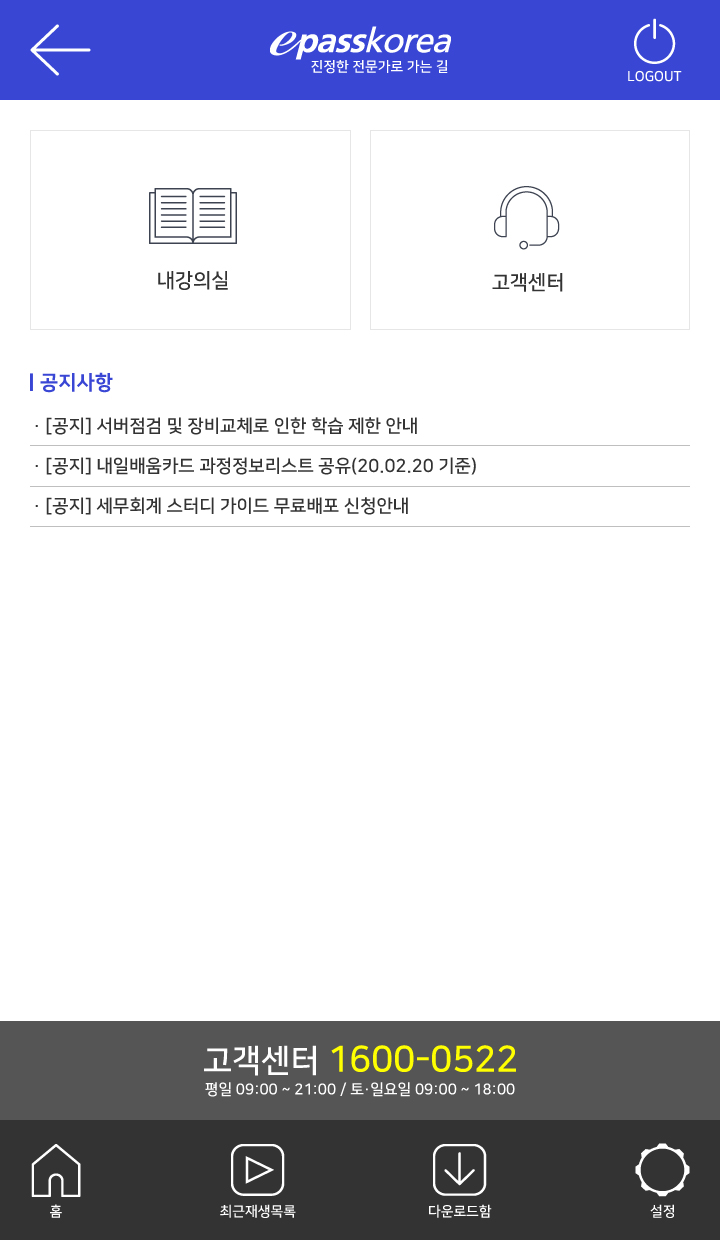 epasskorea
진정한 전문가로 가는 길
LOGOUT
내강의실
고객센터
공지사항
· [공지] 서버점검 및 장비교체로 인한 학습 제한 안내
· [공지] 내일배움카드 과정정보리스트 공유(20.02.20 기준)
· [공지] 세무회계 스터디 가이드 무료배포 신청안내
고객센터 1600-0522
평일 09:00 ~ 21:00 / 토·일요일 09:00 ~ 18:00
홈
최근재생목록
다운로드함
설정